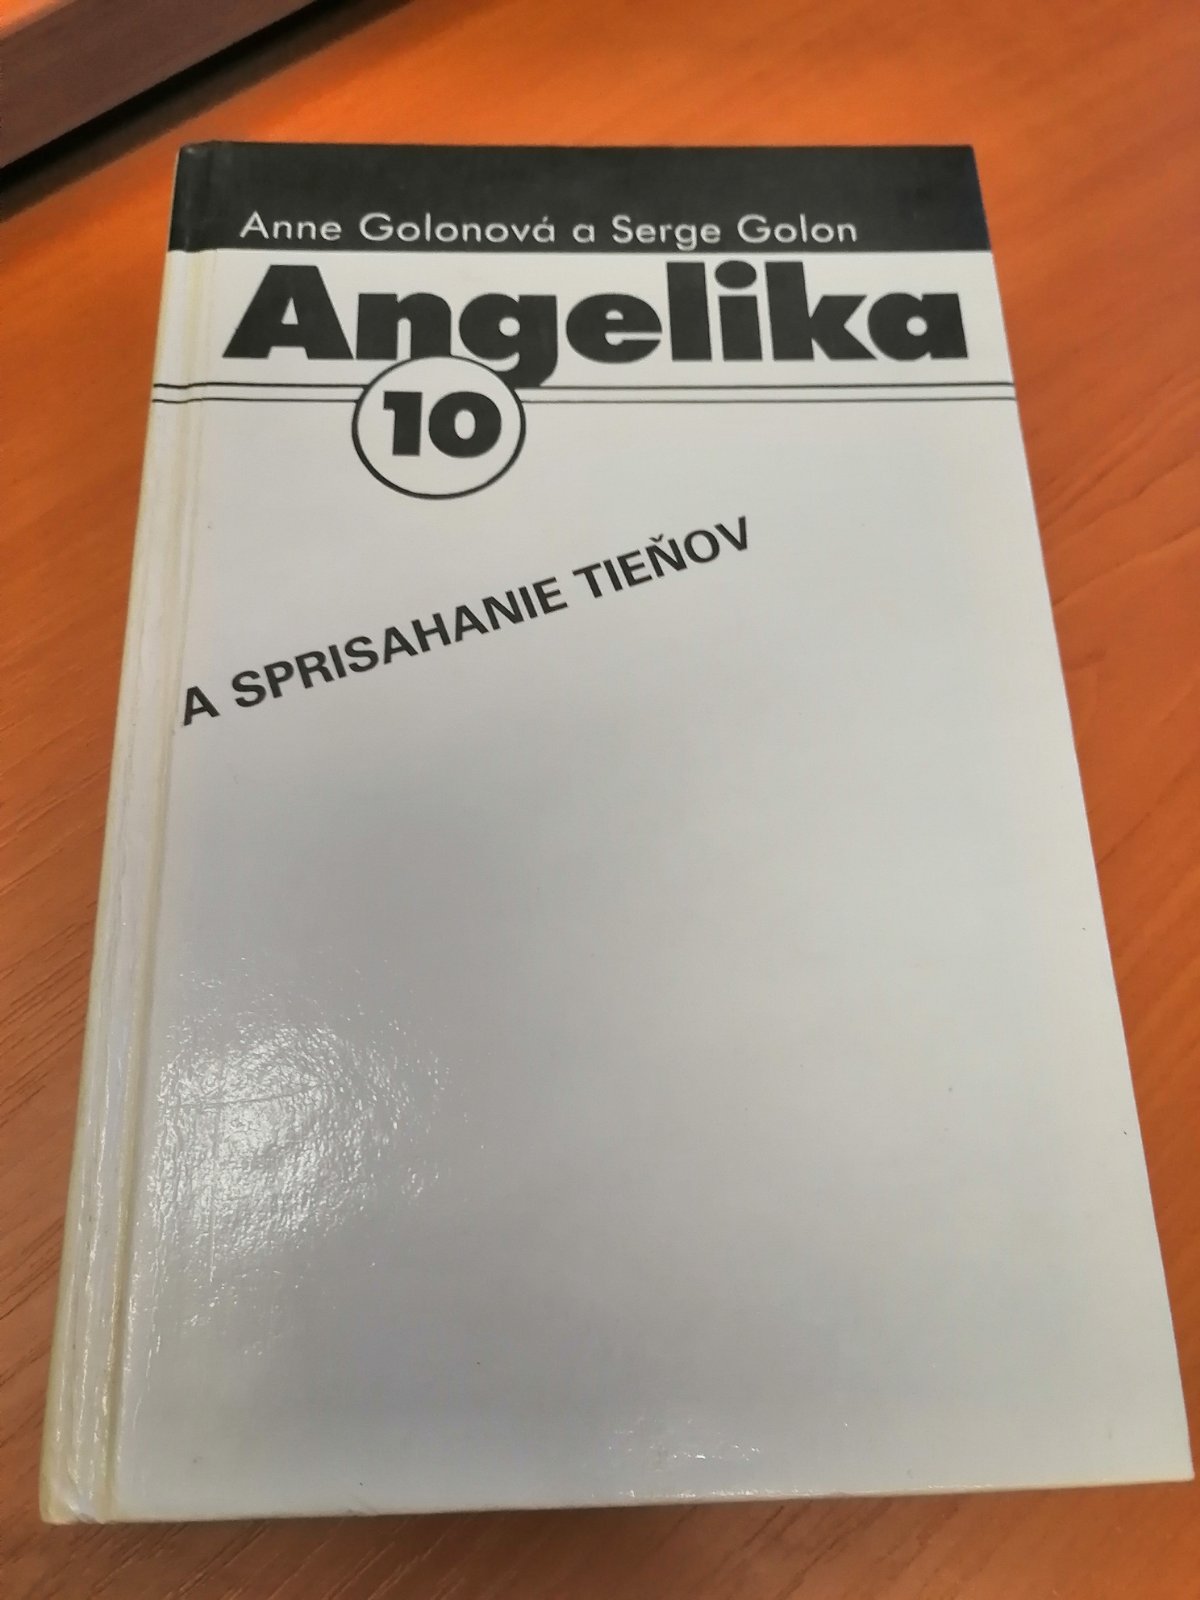 Anne Golonová a Serge Golon
Angelika
10
A SPRISAHANIE TIEŇOV